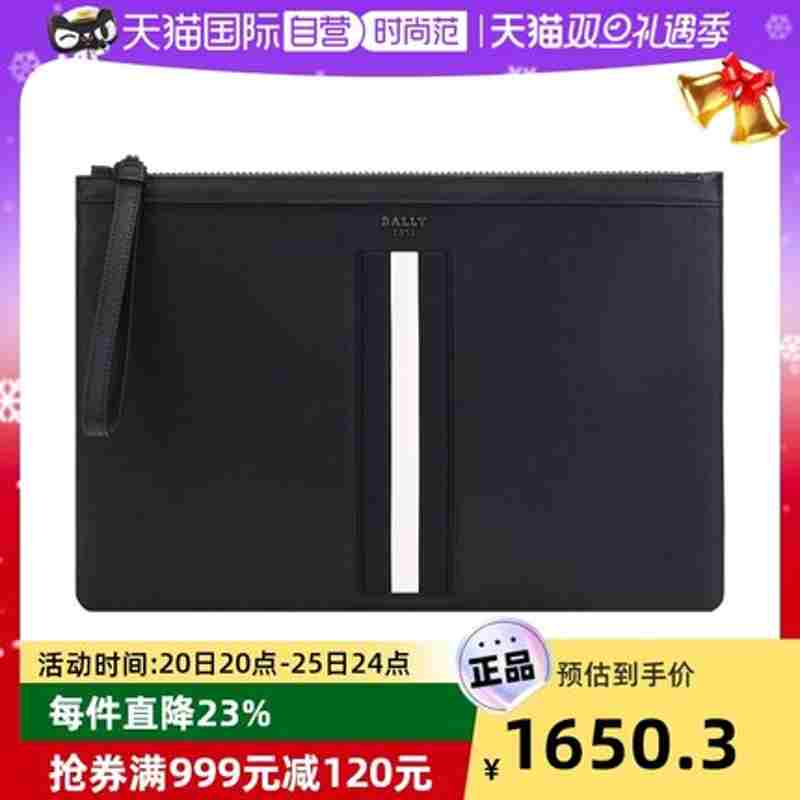 天猫国际 自营 时尚范 天猫双旦礼遇季
BALLY
1851
活动时间:20日20点-25日24点
每件直降23%
抢券满999元减120元
正品
预估到手价
¥1650.3